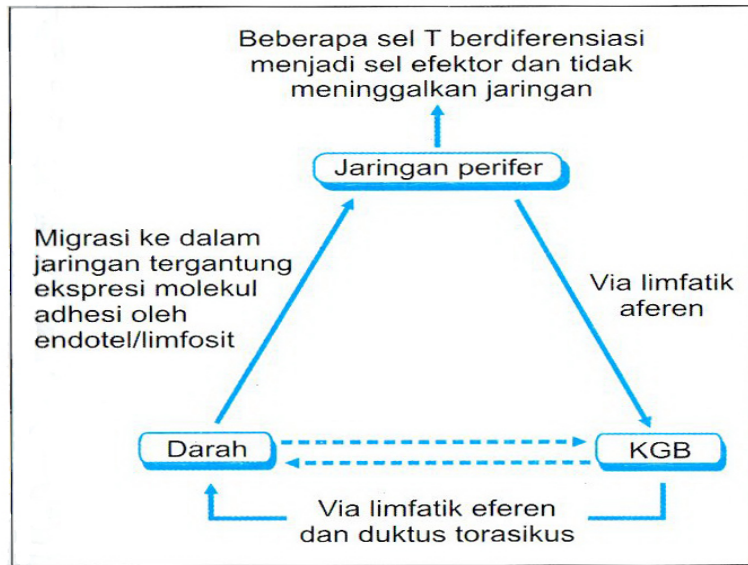 Beberapa sel T berdiferensiasi
menjadi sel efektor dan tidak
meninggalkan jaringan
Jaringan perifer
Migrasi ke dalam
jaringan tergantung
ekspresi molekul
adhesi oleh
endotel/limfosit
Via limfatik
aferen
Darah
KGB
Via limfatik eferen
dan duktus torasikus